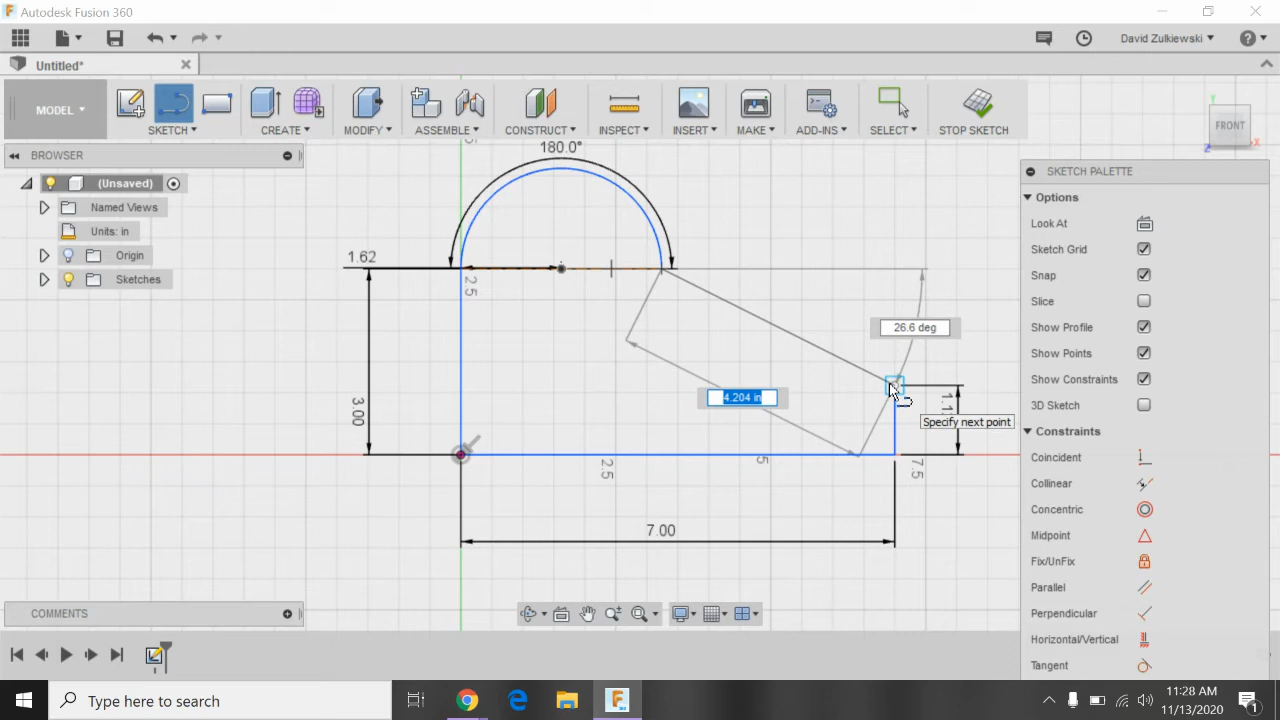 Autodesk Fusion 360
David Zulkiewski
Untitled*
MODEL
SKETCH
CREATE
MODIFY
ASSEMBLE
CONSTRUCT
INSPECT
INSERT
MAKE
ADD-INS
SELECT
STOP SKETCH
FRONT
Y
X
Z
BROWSER
(Unsaved)
Named Views
Units: in
Origin
Sketches
180.0°
1.62
2.5
26.6 deg
4.204 in
Specify next point
3.00
2.5
5
7.5
7.00
SKETCH PALETTE
Options
Look At
Sketch Grid
Snap
Slice
Show Profile
Show Points
Show Constraints
3D Sketch
Constraints
Coincident
Collinear
Concentric
Midpoint
Fix/UnFix
Parallel
Perpendicular
Horizontal/Vertical
Tangent
COMMENTS
Type here to search
11:28 AM
11/13/2020
1